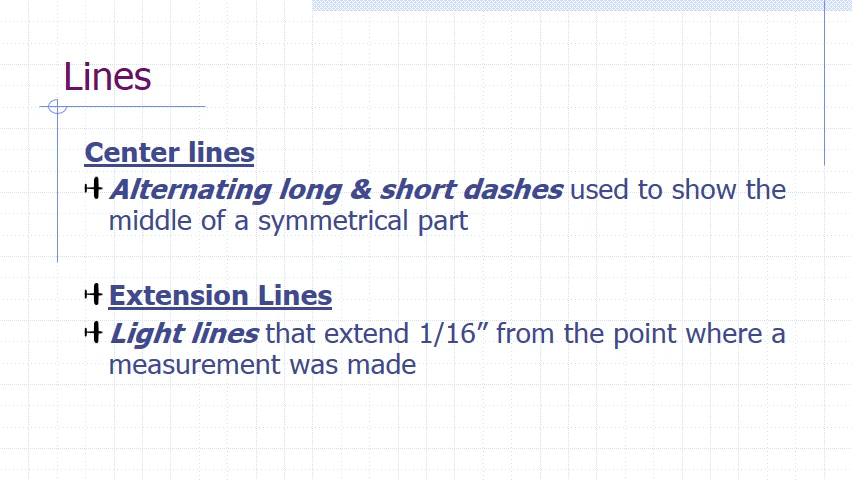 Lines
Center lines
Alternating long & short dashes used to show the
middle of a symmetrical part
Extension Lines
Light lines that extend 1/16” from the point where a
measurement was made